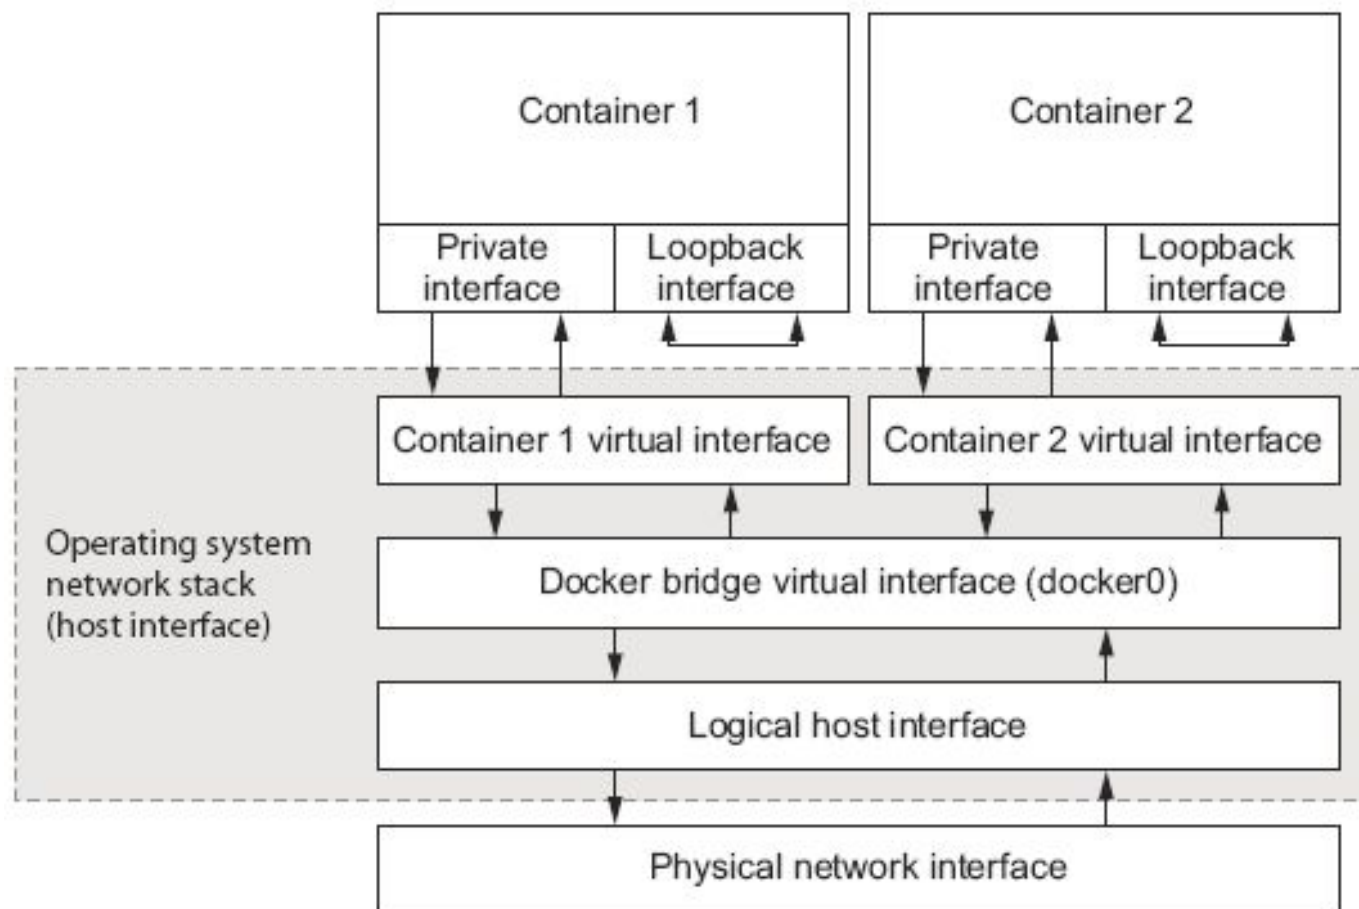 Container 1
Container 2
Private
interface
Loopback
interface
Private
interface
Loopback
interface
Container 1 virtual interface
Container 2 virtual interface
Operating system
network stack
(host interface)
Docker bridge virtual interface (docker0)
Logical host interface
Physical network interface